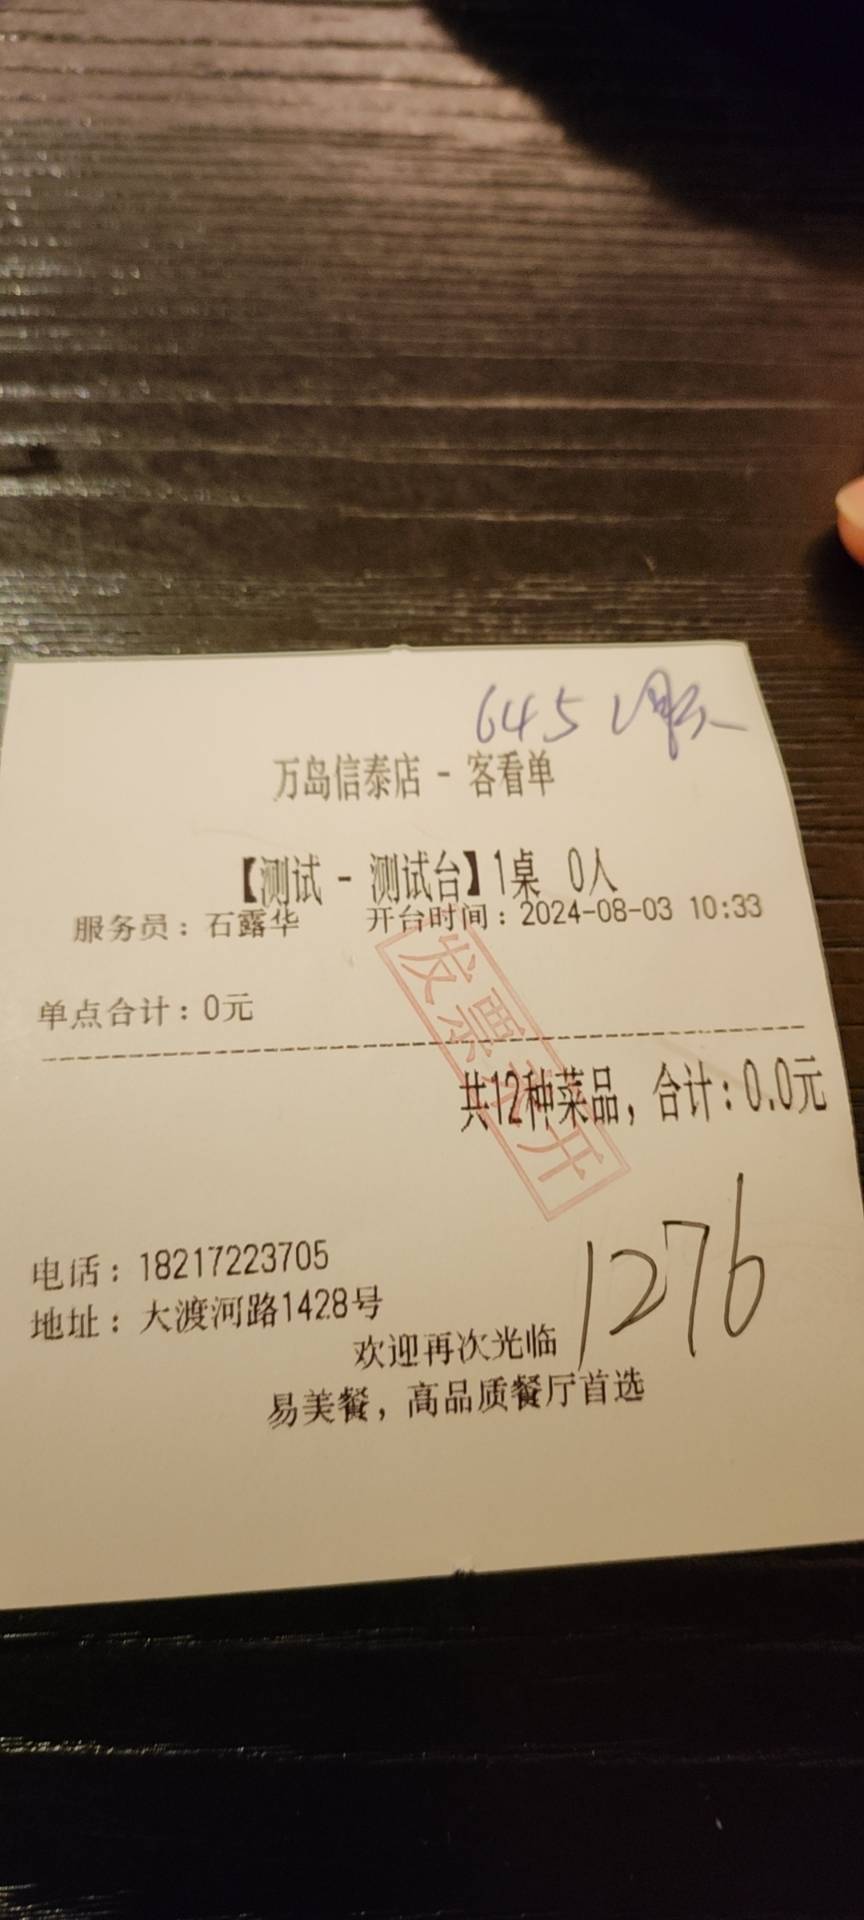 645
万岛信泰店 - 客看单
【测试 - 测试台】1桌 0人
服务员：石露华 开台时间：2024-08-03 10:33
单点合计：0元
发票未开
共12种菜品，合计：0.0元
1276
电话：18217223705
地址：大渡河路1428号
欢迎再次光临
易美餐，高品质餐厅首选